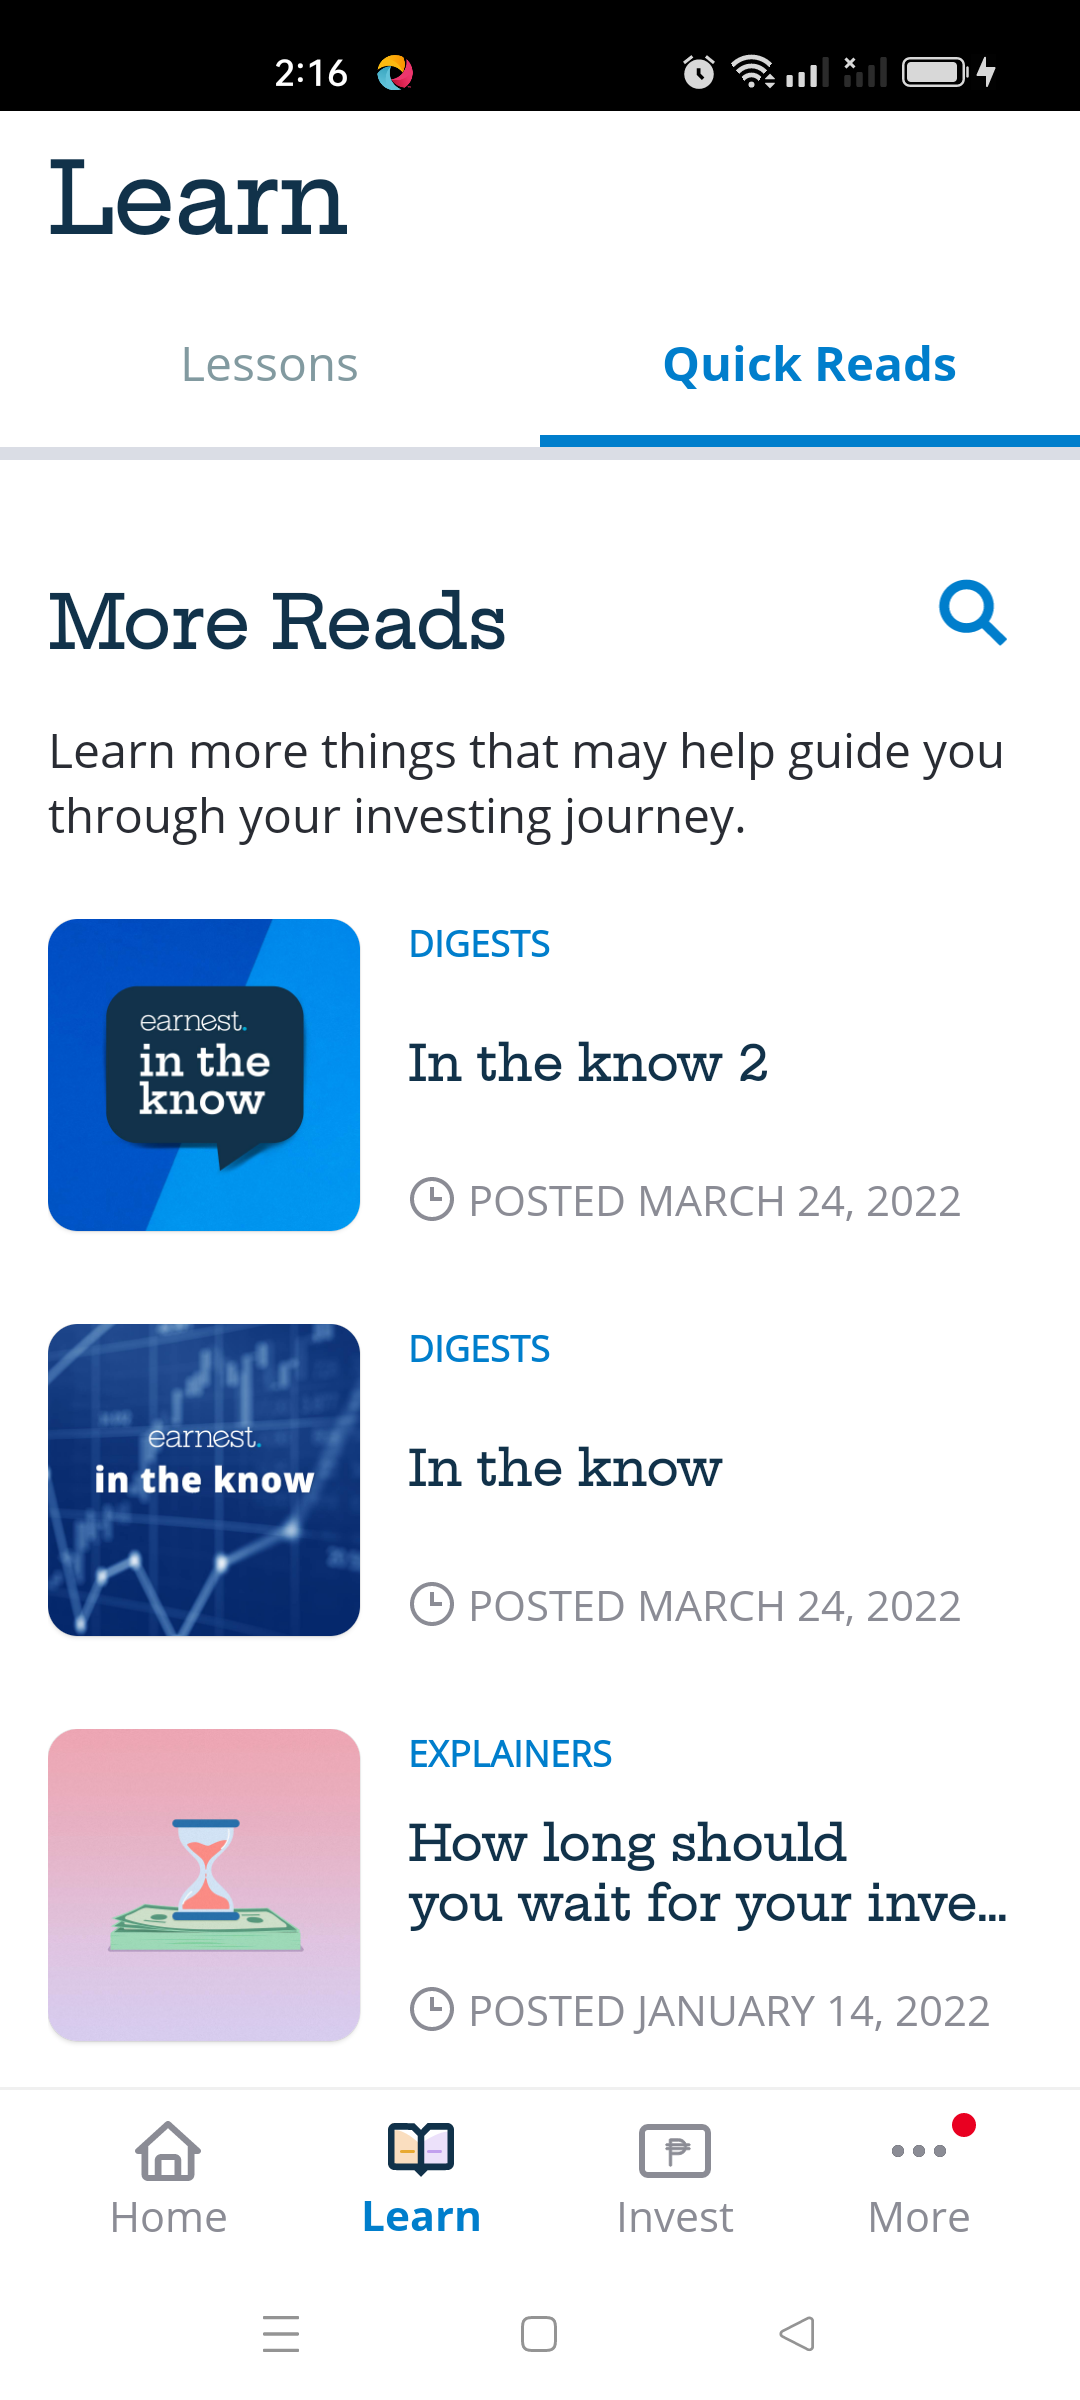 2:16
Learn
Lessons
Quick Reads
More Reads
Learn more things that may help guide you
through your investing journey.
earnest.
in the
know
DIGESTS
In the know 2
POSTED MARCH 24, 2022
earnest.
in the know
DIGESTS
In the know
POSTED MARCH 24, 2022
EXPLAINERS
How long should
you wait for your inve...
POSTED JANUARY 14, 2022
Home
Learn
₱
Invest
More